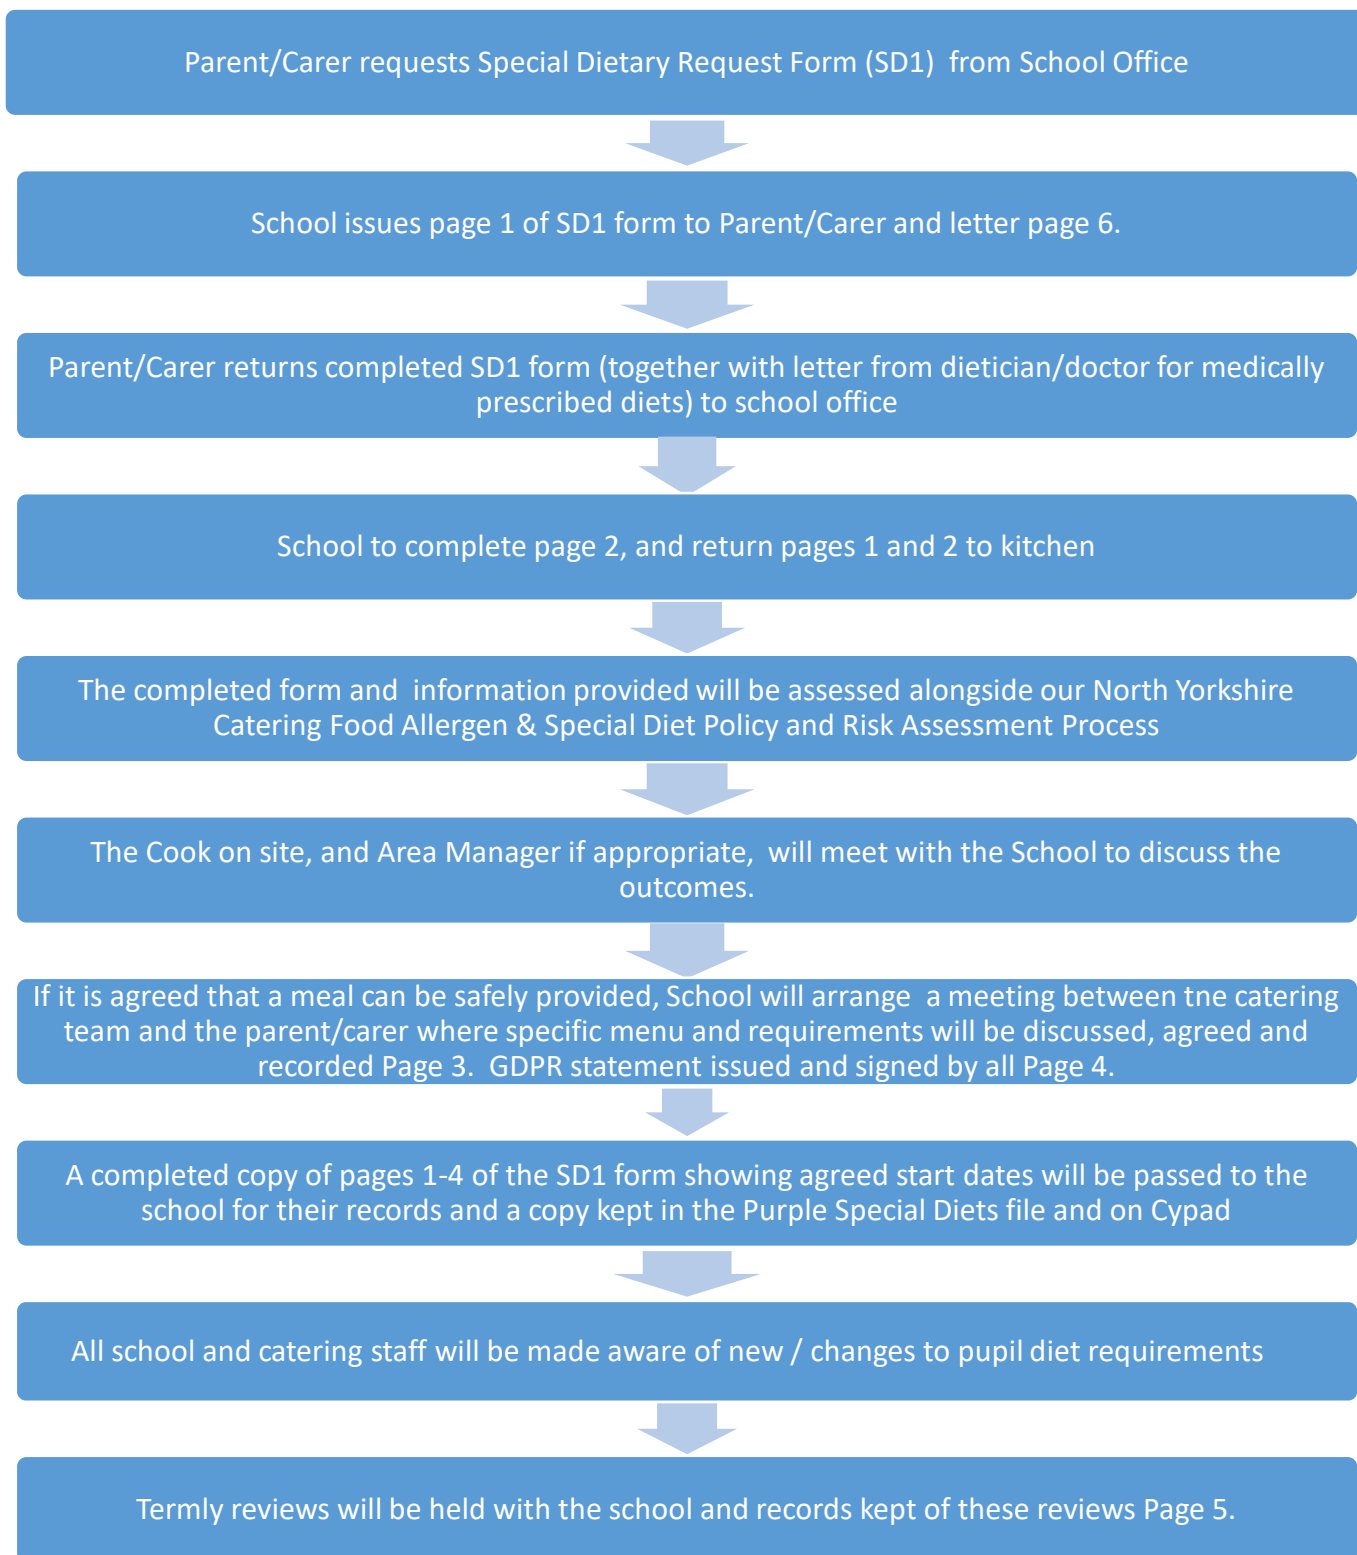 Parent/Carer requests Special Dietary Request Form (SD1)  from School Office
School issues page 1 of SD1 form to Parent/Carer and letter page 6.
Parent/Carer returns completed SD1 form (together with letter from dietician/doctor for medically
prescribed diets) to school office
School to complete page 2, and return pages 1 and 2 to kitchen
The completed form and  information provided will be assessed alongside our North Yorkshire
Catering Food Allergen & Special Diet Policy and Risk Assessment Process
The Cook on site, and Area Manager if appropriate,  will meet with the School to discuss the
outcomes.
If it is agreed that a meal can be safely provided, School will arrange  a meeting between tne catering
team and the parent/carer where specific menu and requirements will be discussed, agreed and
recorded Page 3.  GDPR statement issued and signed by all Page 4.
A completed copy of pages 1-4 of the SD1 form showing agreed start dates will be passed to the
school for their records and a copy kept in the Purple Special Diets file and on Cypad
All school and catering staff will be made aware of new / changes to pupil diet requirements
Termly reviews will be held with the school and records kept of these reviews Page 5.